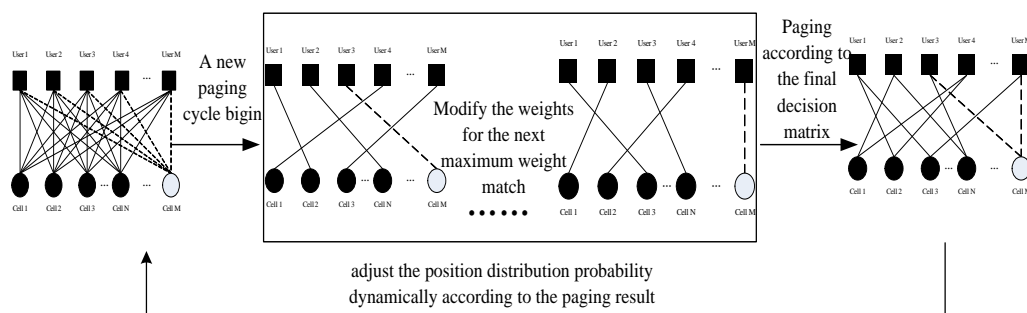 User 1 User 2 User 3 User 4 ... User M
Cell 1 Cell 2 Cell 3 ... Cell N ... Cell M
A new
paging
cycle bigin
User 1 User 2 User 3 User 4 ... User M
Cell 1 Cell 2 Cell 3 ... Cell N ... Cell M
Modify the weights
for the next
maximum weight
match
......
User 1 User 2 User 3 User 4 ... User M
Cell 1 Cell 2 Cell 3 ... Cell N ... Cell M
Paging
according to
the final
decision
matrix
User 1 User 2 User 3 User 4 ... User M
Cell 1 Cell 2 Cell 3 ... Cell N ... Cell M
adjust the position distribution probability
dynamically according to the paging result